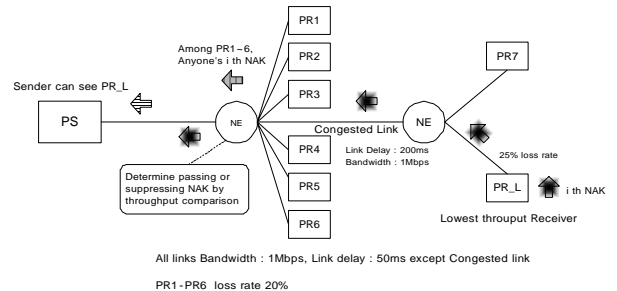 PR1
Among PR1~6,
Anyone's i th NAK
PR2
PR7
Sender can see PR_L
PR3
PS
NE
Congested Link
NE
Link Delay : 200ms
Bandwidth : 1Mbps
PR4
25% loss rate
Determine passing or
suppressing NAK by
throughput comparison
PR5
PR_L
i th NAK
PR6
Lowest throuput Receiver
All links Bandwidth : 1Mbps, Link delay : 50ms except Congested link
PR1-PR6 loss rate 20%